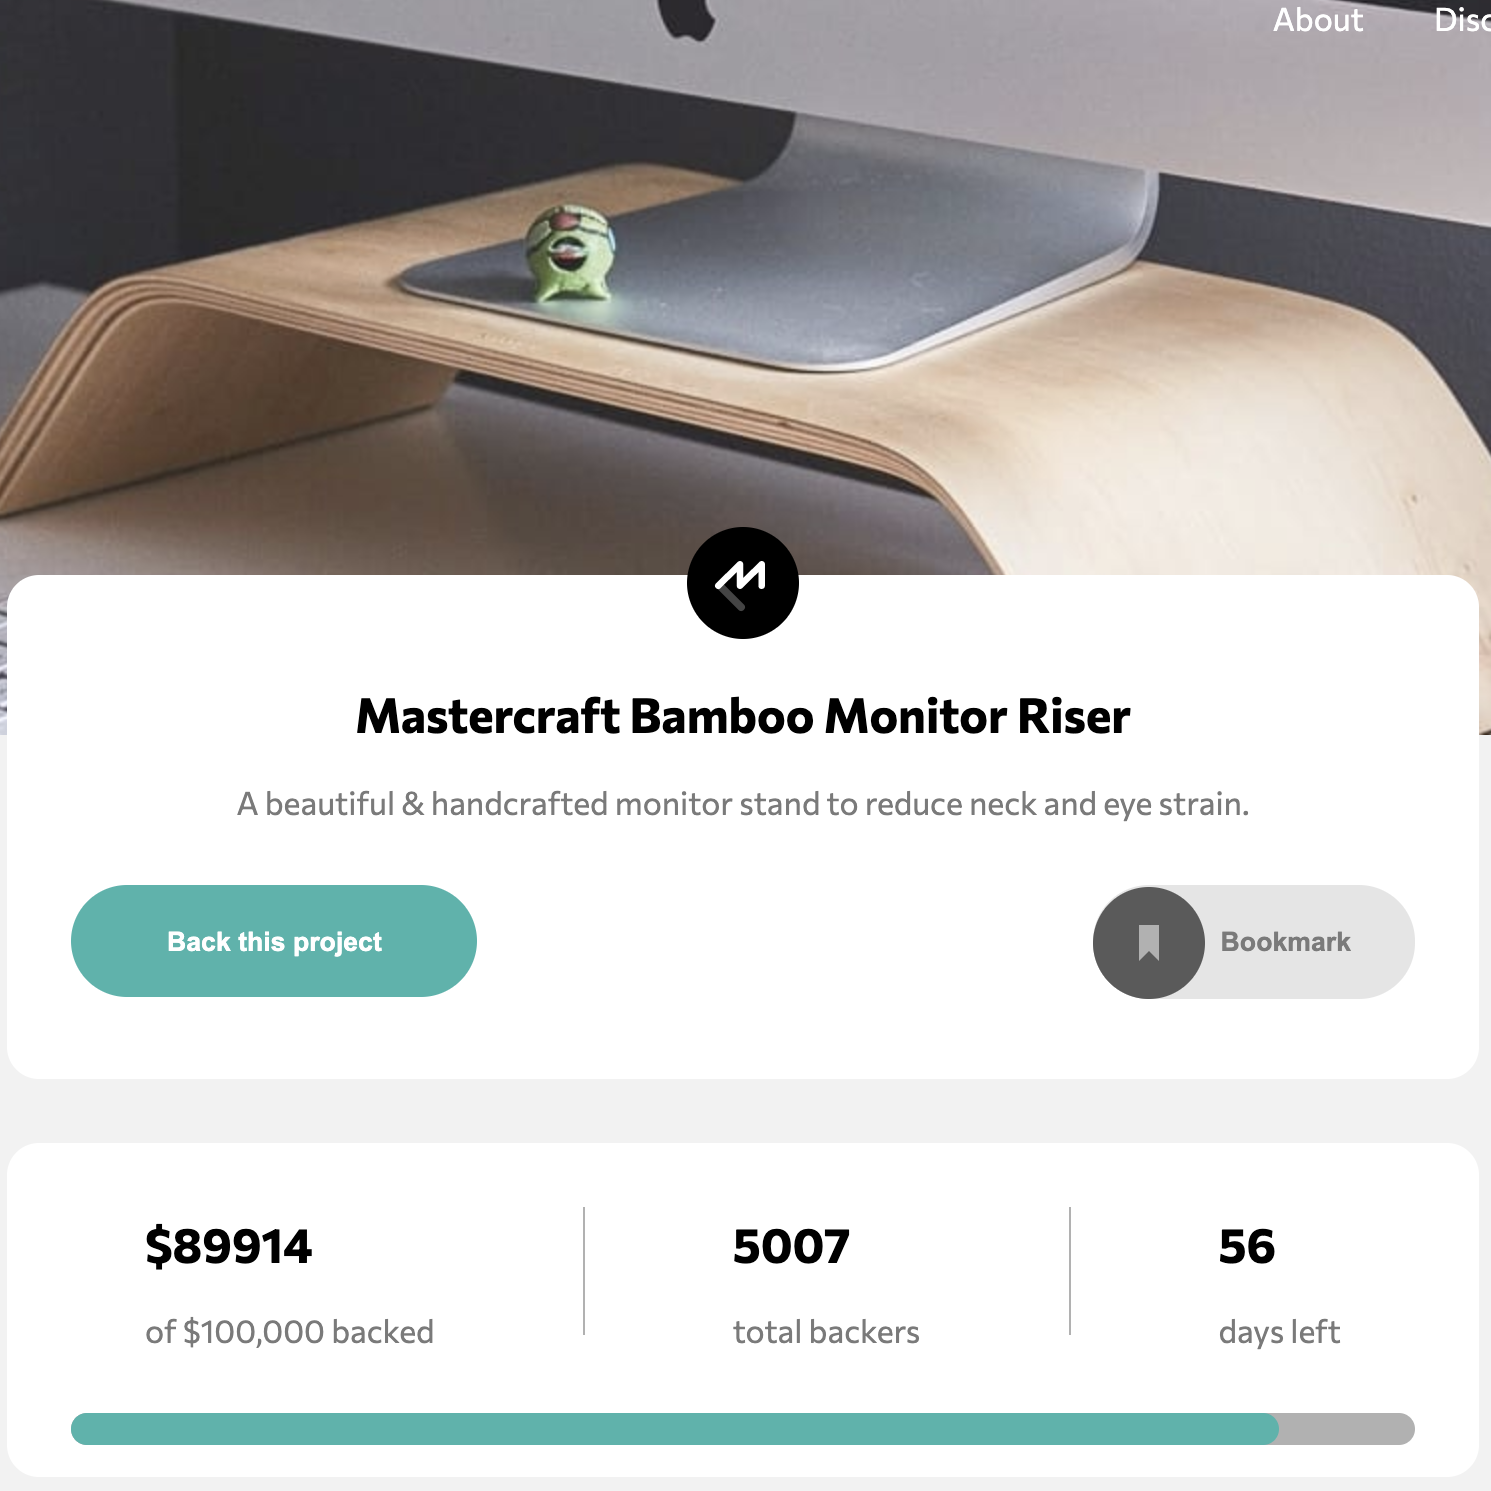 About
Mastercraft Bamboo Monitor Riser
A beautiful & handcrafted monitor stand to reduce neck and eye strain.
Back this project
Bookmark
$89914
5007
56
of $100,000 backed
total backers
days left